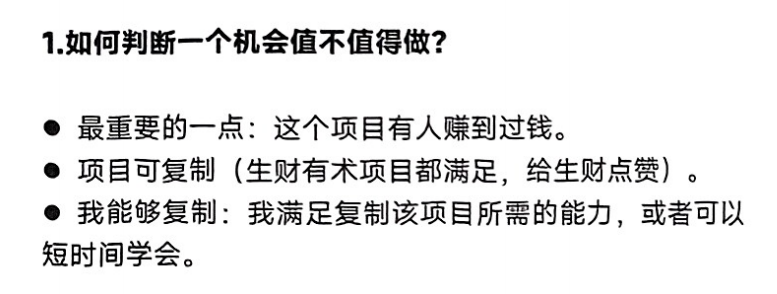 1.如何判断一个机会值不值得做？
● 最重要的一点：这个项目有人赚到过钱。
● 项目可复制（生财有术项目都满足，给生财点赞）。
● 我能够复制：我满足复制该项目所需的能力，或者可以
短时间学会。